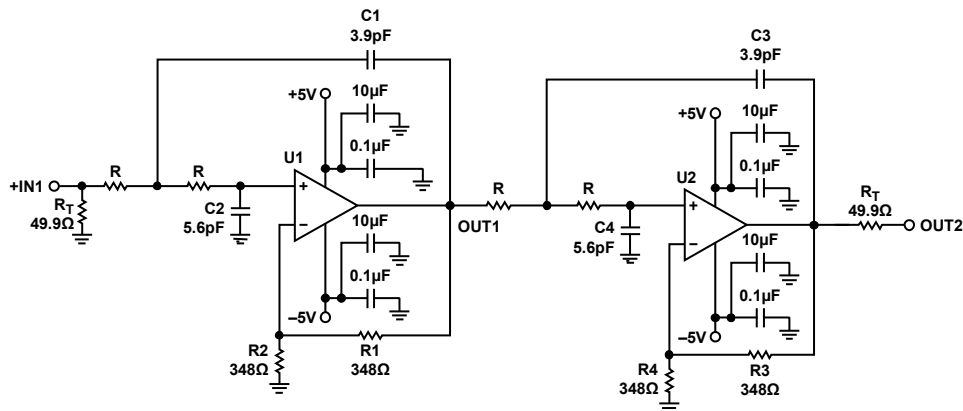 C1
3.9pF
C3
3.9pF
+5V
10µF
0.1µF
U1
+IN1
R
R
RT
49.9Ω
C2
5.6pF
+
−
10µF
0.1µF
–5V
R2
348Ω
R1
348Ω
OUT1
R
R
C4
5.6pF
+5V
10µF
0.1µF
U2
+
−
10µF
0.1µF
–5V
R4
348Ω
R3
348Ω
RT
49.9Ω
OUT2